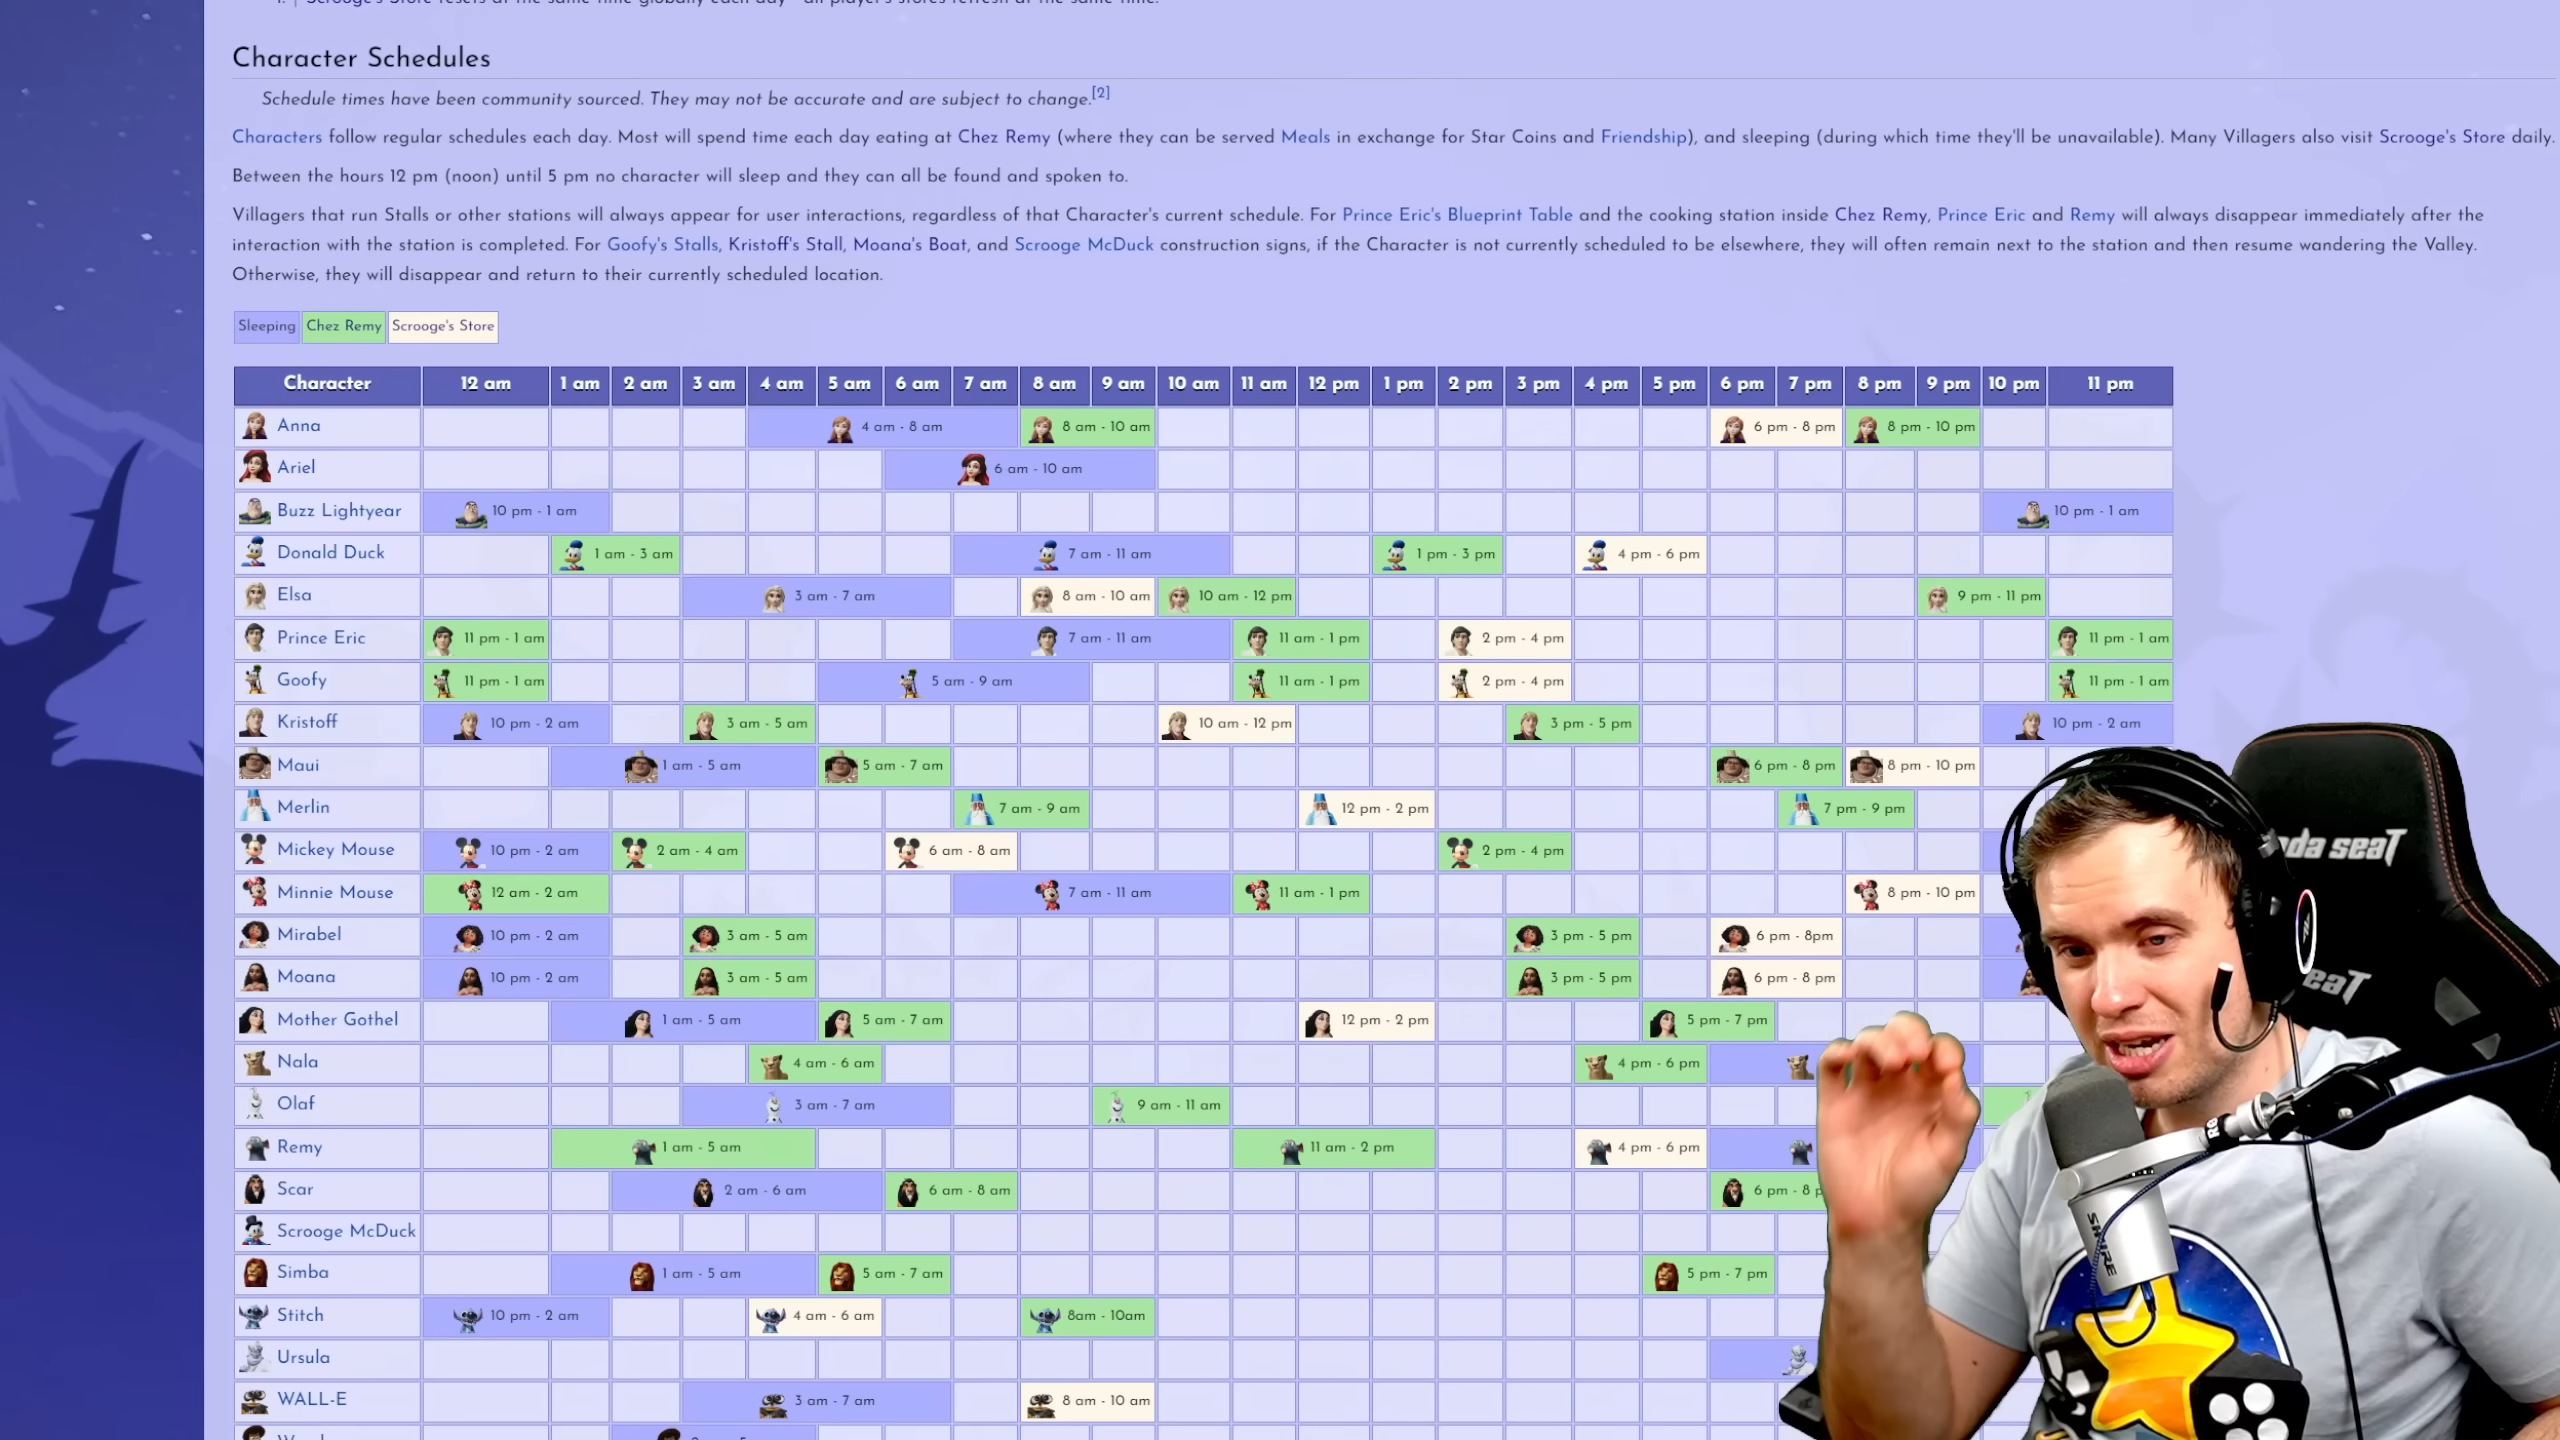 1. Scrooge's Store resets at the same time globally each day - all player's stores refresh at the same time.
Character Schedules
Schedule times have been community sourced. They may not be accurate and are subject to change.[2]
Characters follow regular schedules each day. Most will spend time each day eating at Chez Remy (where they can be served Meals in exchange for Star Coins and Friendship), and sleeping (during which time they'll be unavailable). Many Villagers also visit Scrooge's Store daily.
Between the hours 12 pm (noon) until 5 pm no character will sleep and they can all be found and spoken to.
Villagers that run Stalls or other stations will always appear for user interactions, regardless of that Character's current schedule. For Prince Eric's Blueprint Table and the cooking station inside Chez Remy, Prince Eric and Remy will always disappear immediately after the
interaction with the station is completed. For Goofy's Stalls, Kristoff's Stall, Moana's Boat, and Scrooge McDuck construction signs, if the Character is not currently scheduled to be elsewhere, they will often remain next to the station and then resume wandering the Valley.
Otherwise, they will disappear and return to their currently scheduled location.
Sleeping Chez Remy Scrooge's Store
Character 12 am 1 am 2 am 3 am 4 am 5 am 6 am 7 am 8 am 9 am 10 am 11 am 12 pm 1 pm 2 pm 3 pm 4 pm 5 pm 6 pm 7 pm 8 pm 9 pm 10 pm 11 pm
Anna 4 am - 8 am 8 am - 10 am 6 pm - 8 pm 8 pm - 10 pm
Ariel 6 am - 10 am
Buzz Lightyear 10 pm - 1 am 10 pm - 1 am
Donald Duck 1 am - 3 am 7 am - 11 am 1 pm - 3 pm 4 pm - 6 pm
Elsa 3 am - 7 am 8 am - 10 am 10 am - 12 pm 9 pm - 11 pm
Prince Eric 11 pm - 1 am 7 am - 11 am 11 am - 1 pm 2 pm - 4 pm 11 pm - 1 am
Goofy 11 pm - 1 am 5 am - 9 am 11 am - 1 pm 2 pm - 4 pm 11 pm - 1 am
Kristoff 10 pm - 2 am 3 am - 5 am 10 am - 12 pm 3 pm - 5 pm 10 pm - 2 am
Maui 1 am - 5 am 5 am - 7 am 6 pm - 8 pm 8 pm - 10 pm
Merlin 7 am - 9 am 12 pm - 2 pm 7 pm - 9 pm
Mickey Mouse 10 pm - 2 am 2 am - 4 am 6 am - 8 am 2 pm - 4 pm
Minnie Mouse 12 am - 2 am 7 am - 11 am 11 am - 1 pm 8 pm - 10 pm
Mirabel 10 pm - 2 am 3 am - 5 am 3 pm - 5 pm 6 pm - 8pm
Moana 10 pm - 2 am 3 am - 5 am 3 pm - 5 pm 6 pm - 8 pm
Mother Gothel 1 am - 5 am 5 am - 7 am 12 pm - 2 pm 5 pm - 7 pm
Nala 4 am - 6 am 4 pm - 6 pm
Olaf 3 am - 7 am 9 am - 11 am
Remy 1 am - 5 am 11 am - 2 pm 4 pm - 6 pm
Scar 2 am - 6 am 6 am - 8 am 6 pm - 8 p
Scrooge McDuck
Simba 1 am - 5 am 5 am - 7 am 5 pm - 7 pm
Stitch 10 pm - 2 am 4 am - 6 am 8am - 10am
Ursula
WALL-E 3 am - 7 am 8 am - 10 am
nda seat
seat
SHURE